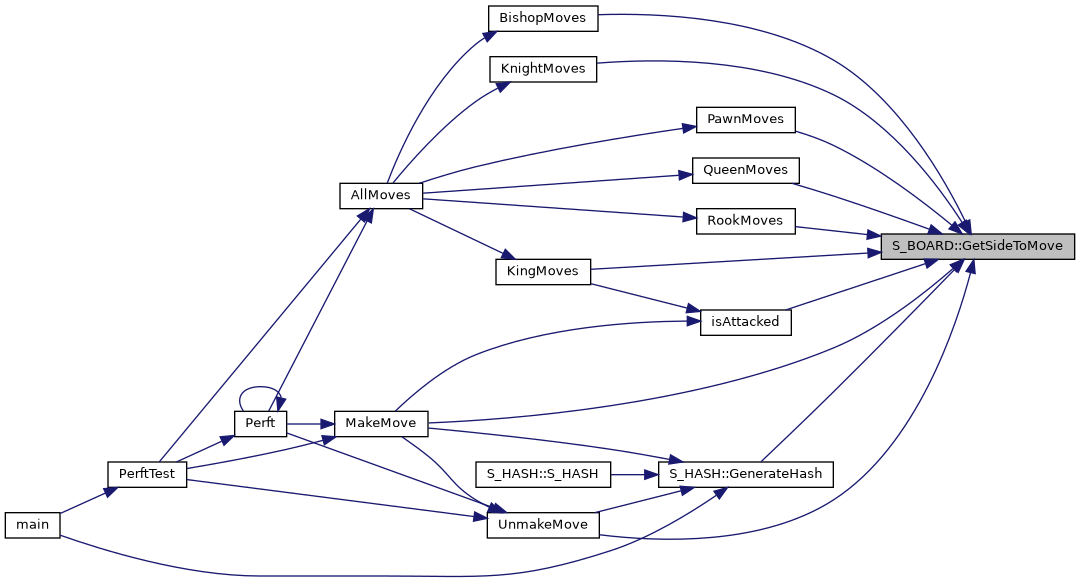 BishopMoves
KnightMoves
PawnMoves
QueenMoves
AllMoves
RookMoves
S_BOARD::GetSideToMove
KingMoves
isAttacked
Perft
MakeMove
PerftTest
S_HASH::S_HASH
S_HASH::GenerateHash
main
UnmakeMove